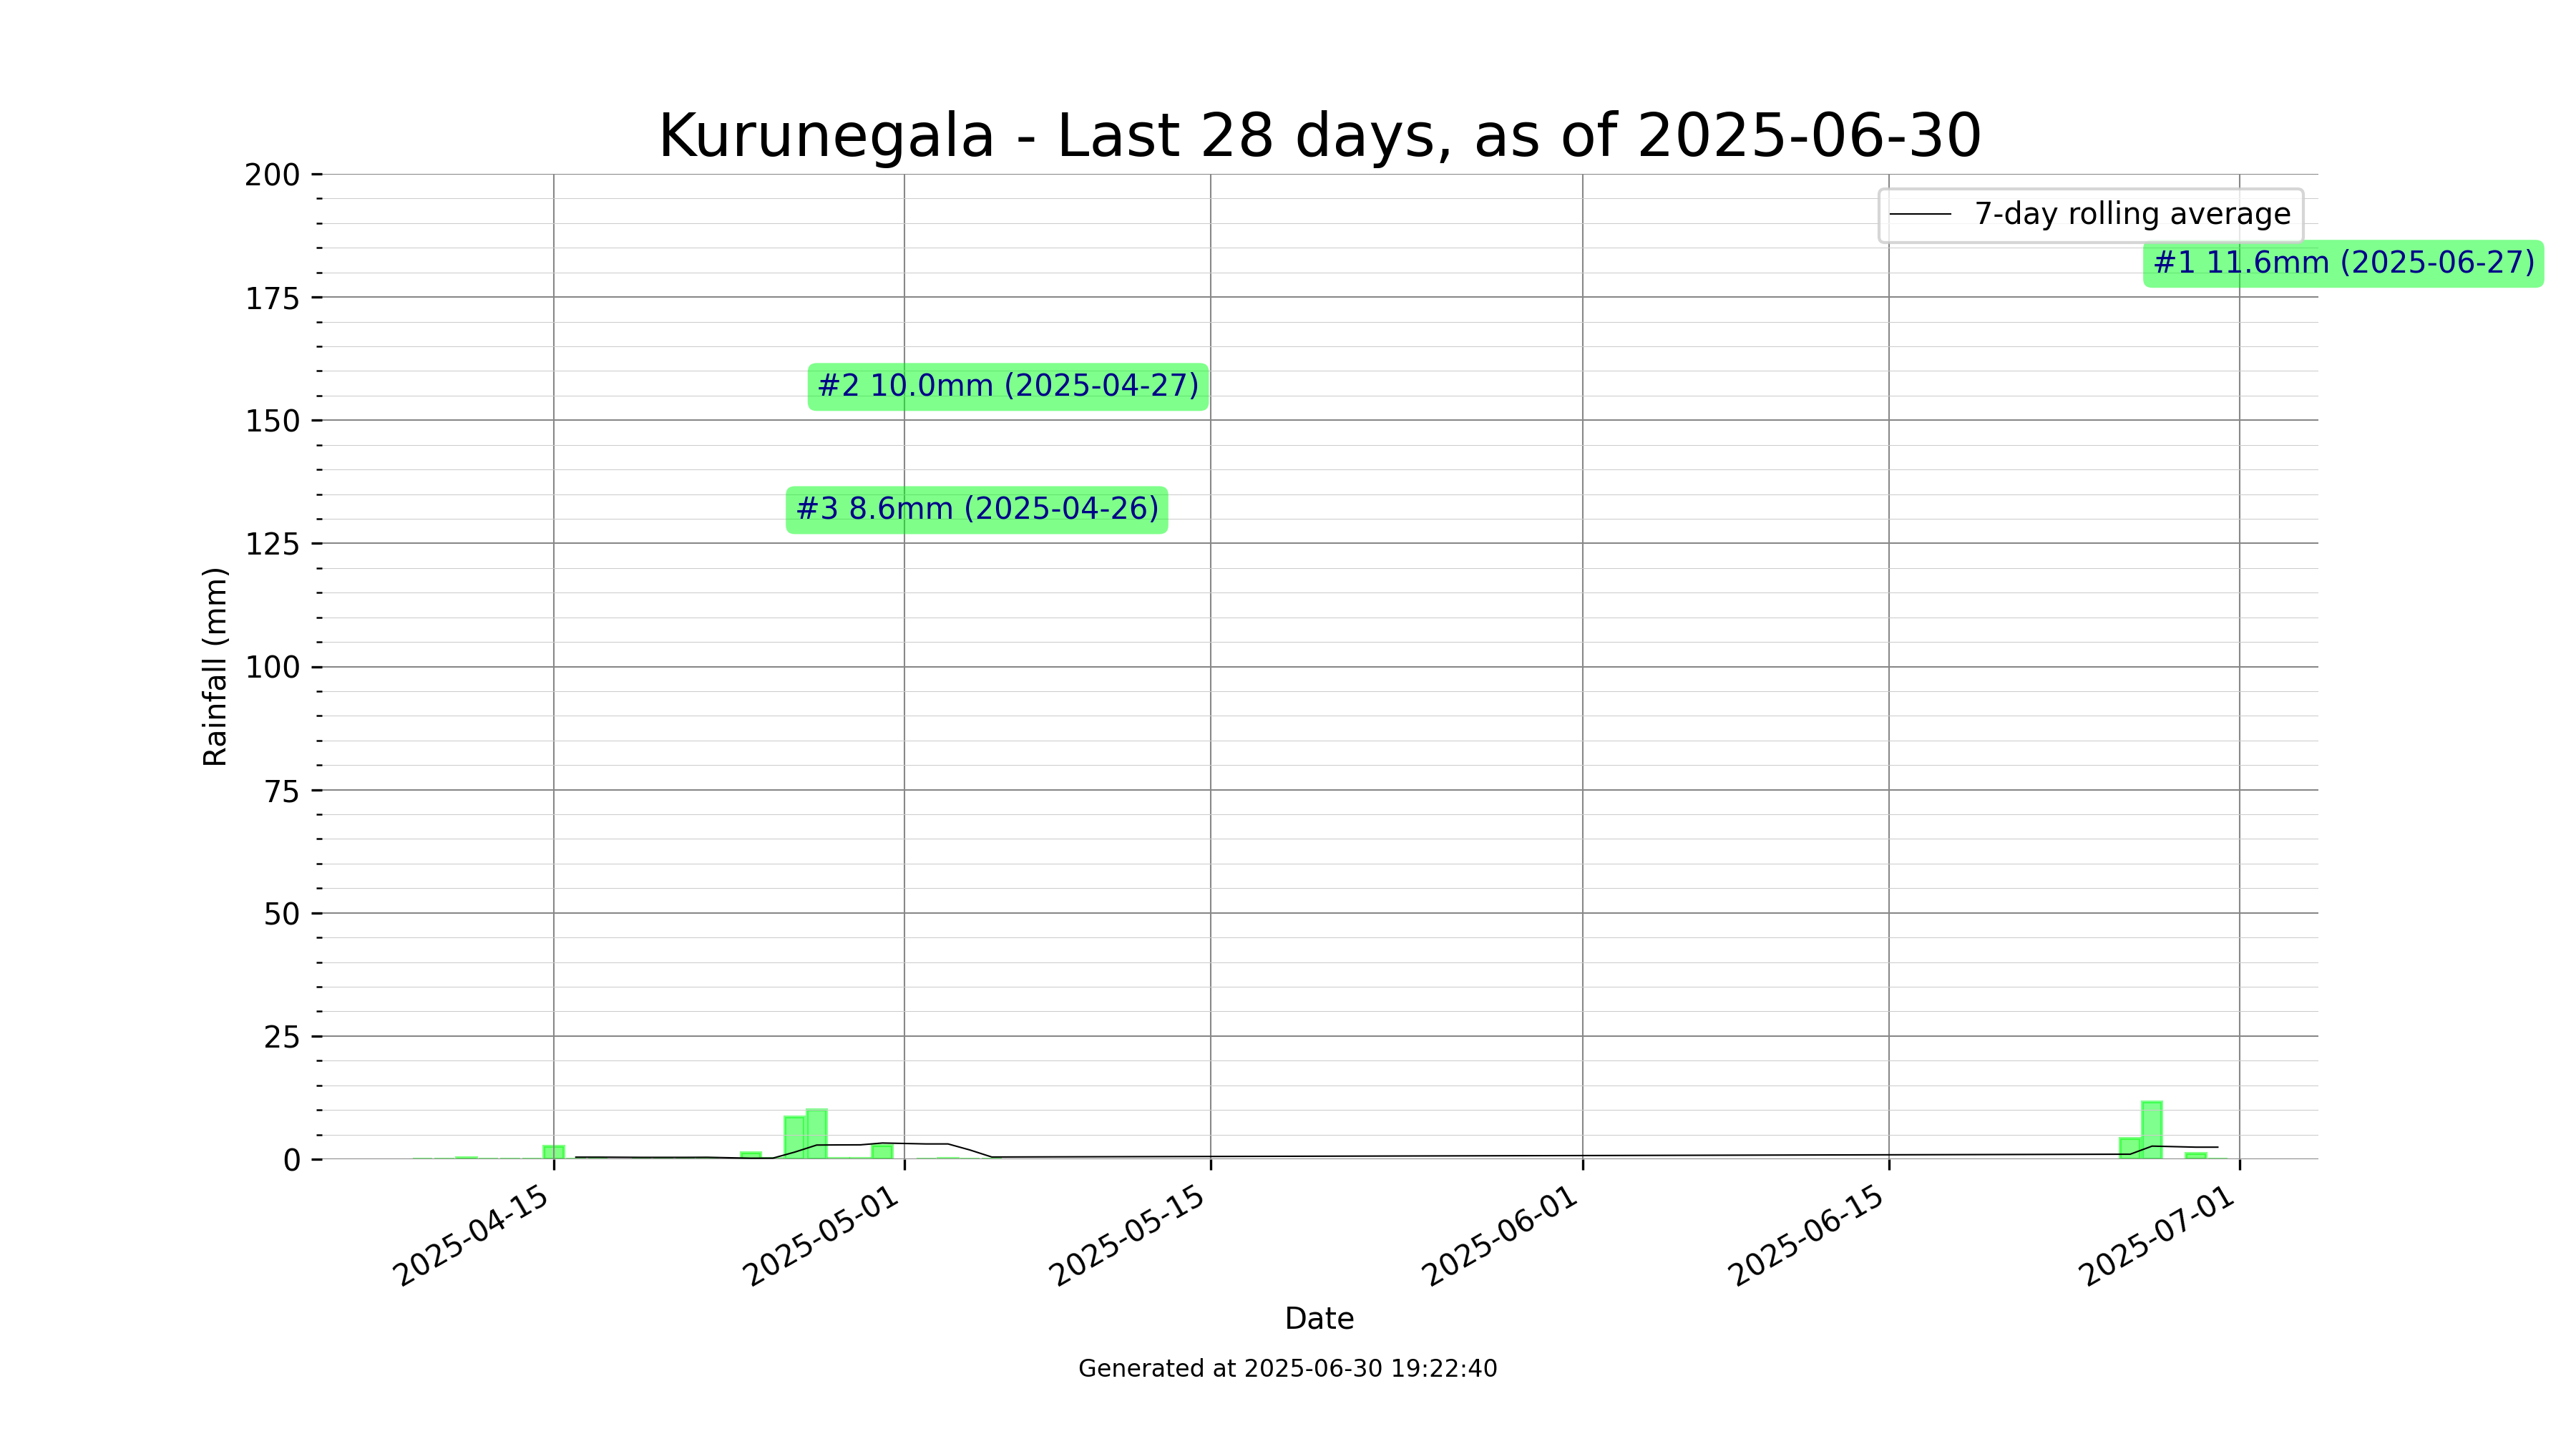 Kurunegala - Last 28 days, as of 2025-06-30
200
175
150
125
100
75
50
25
0
Rainfall (mm)
7-day rolling average
#1 11.6mm (2025-06-27)
#2 10.0mm (2025-04-27)
#3 8.6mm (2025-04-26)
2025-04-15
2025-05-01
2025-05-15
2025-06-01
2025-06-15
2025-07-01
Date
Generated at 2025-06-30 19:22:40